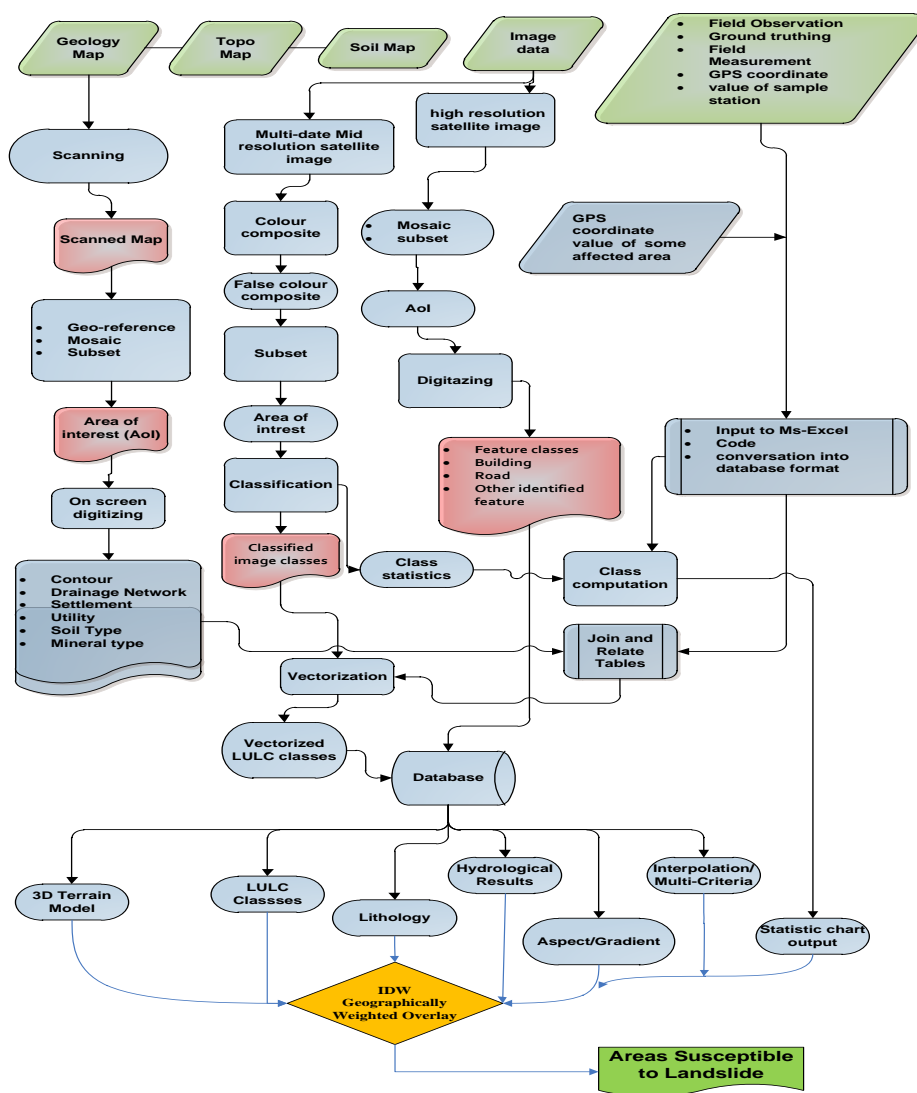 Geology
Map
Topo
Map
Soil Map
Image
data
• Field Observation
• Ground truthing
• Field
Measurement
• GPS coordinate
• value of sample
station
Scanning
Multi-date Mid
resolution satellite
image
high resolution
satellite image
Scanned Map
Colour
composite
• Mosaic
• subset
GPS
coordinate
value of some
affected area
False colour
composite
AoI
• Geo-reference
• Mosaic
• Subset
Subset
Digitazing
Area of
interest (AoI)
Area of
intrest
• Feature classes
• Building
• Road
• Other identified
feature
• Input to Ms-Excel
• Code
• conversation into
database format
On screen
digitizing
Classification
Classified
image classes
Class
statistics
Class
computation
• Contour
• Drainage Network
• Settlement
• Utility
• Soil Type
• Mineral type
Join and
Relate
Tables
Vectorization
Vectorized
LULC classes
Database
3D Terrain
Model
LULC
Classses
Lithology
Hydrological
Results
Aspect/Gradient
Interpolation/
Multi-Criteria
Statistic chart
output
IDW
Geographically
Weighted Overlay
Areas Susceptible
to Landslide